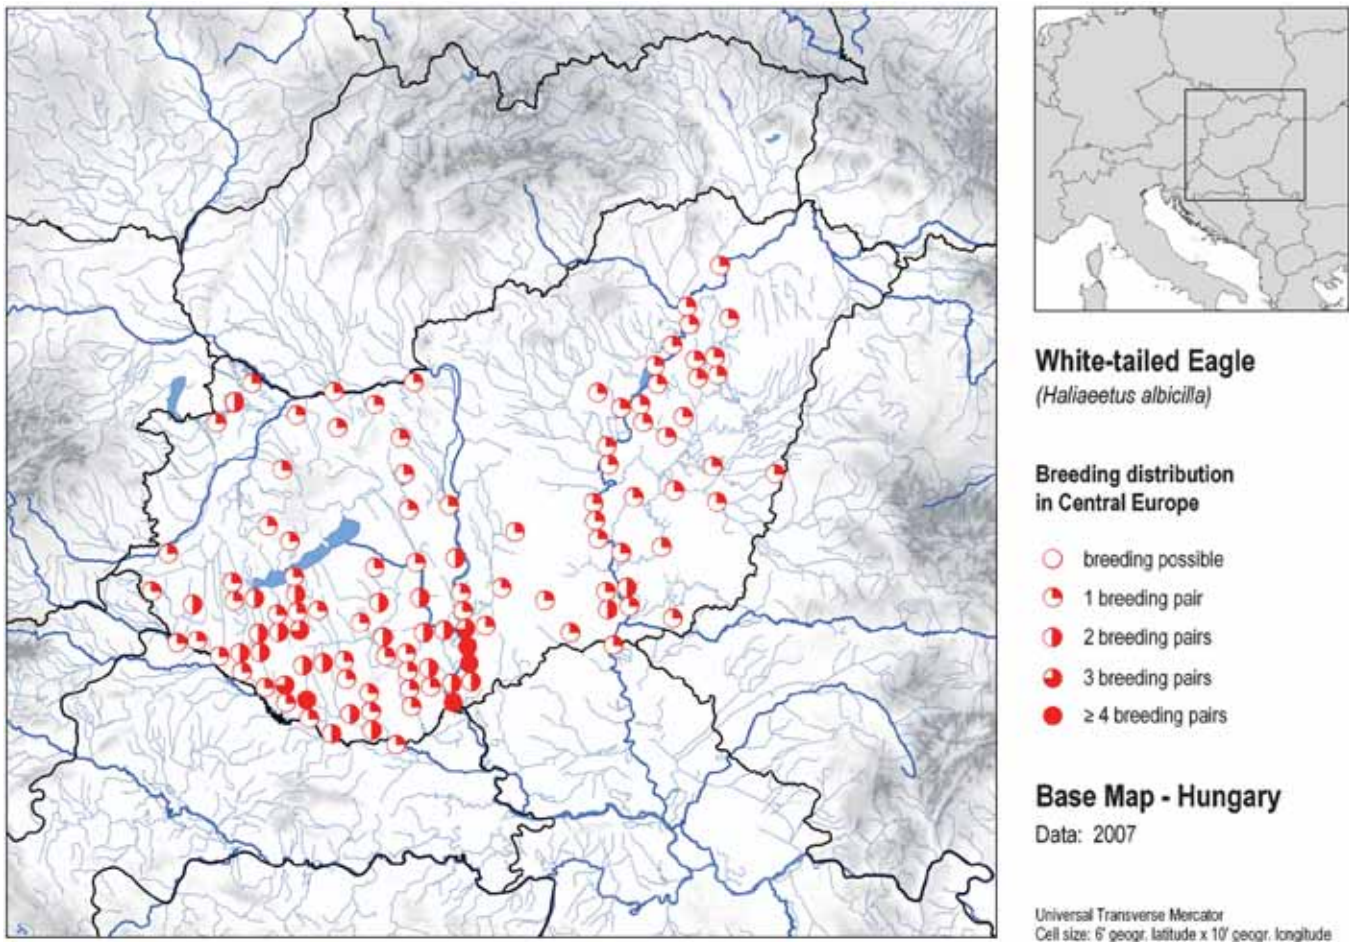 White-tailed Eagle
(Haliaeetus albicilla)
Breeding distribution
in Central Europe
breeding possible
1 breeding pair
2 breeding pairs
3 breeding pairs
≥ 4 breeding pairs
Base Map - Hungary
Data: 2007
Universal Transverse Mercator
Cell size: 6' geogr. latitude x 10' geogr. longitude